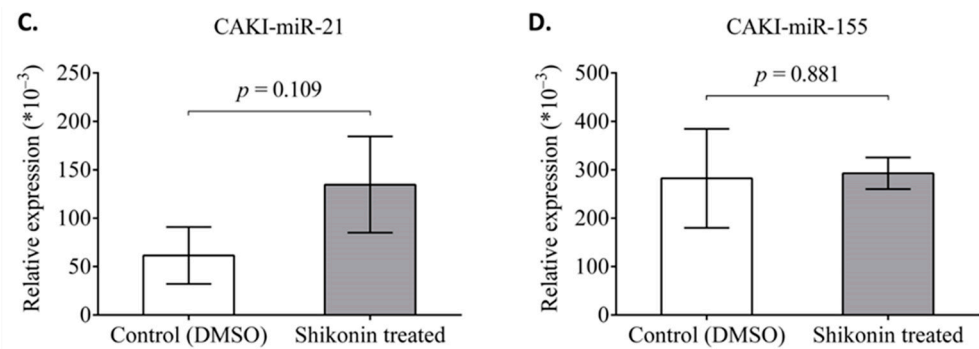 C.
CAKI-miR-21
Relative expression (*10⁻³)
250
200
150
100
50
0
p = 0.109
Control (DMSO)
Shikonin treated
D.
CAKI-miR-155
Relative expression (*10⁻³)
500
400
300
200
100
0
p = 0.881
Control (DMSO)
Shikonin treated